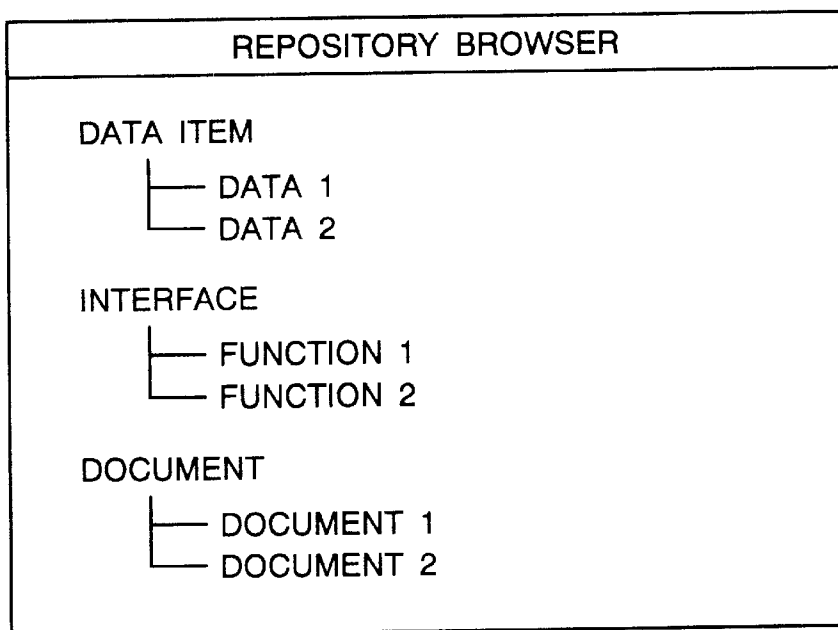 REPOSITORY BROWSER
DATA ITEM
DATA 1
DATA 2
INTERFACE
FUNCTION 1
FUNCTION 2
DOCUMENT
DOCUMENT 1
DOCUMENT 2